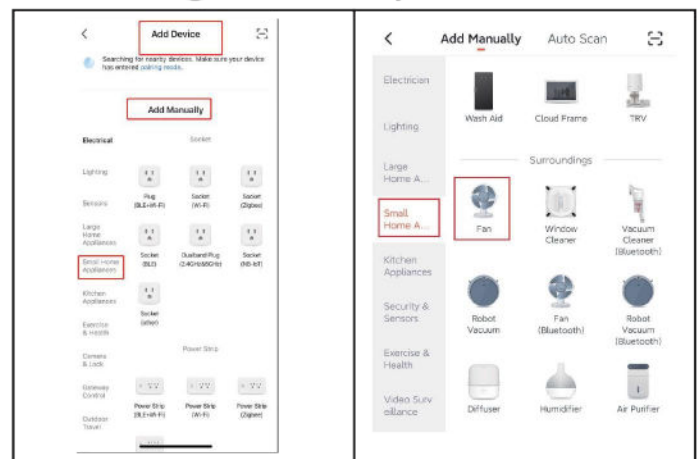 Add Device
Searching for nearby devices. Make sure your device
has entered pairing mode.
Add Manually
Electrical
Socket
Lighting
Plug
(BLE+Wi-Fi)
Socket
(Wi-Fi)
Socket
(Zigbee)
Sensors
Large
Home
Appliances
Socket
(BLE)
Dualband Plug
(2.4GHz&5GHz)
Socket
(NB-IoT)
Small Home
Appliances
Kitchen
Appliances
Socket
(other)
Exercise
& Health
Power Strip
Camera
& Lock
Gateway
Control
Power Strip
(BLE+Wi-Fi)
Power Strip
(Wi-Fi)
Power Strip
(Zigbee)
Outdoor
Travel
Add Manually
Auto Scan
Electrician
Wash Aid
Cloud Frame
TRV
Lighting
Large
Home A...
Surroundings
Small
Home A...
Fan
Window
Cleaner
Vacuum
Cleaner
(Bluetooth)
Kitchen
Appliances
Security &
Sensors
Robot
Vacuum
Fan
(Bluetooth)
Robot
Vacuum
(Bluetooth)
Exercise &
Health
Video Surv
eillance
Diffuser
Humidifier
Air Purifier